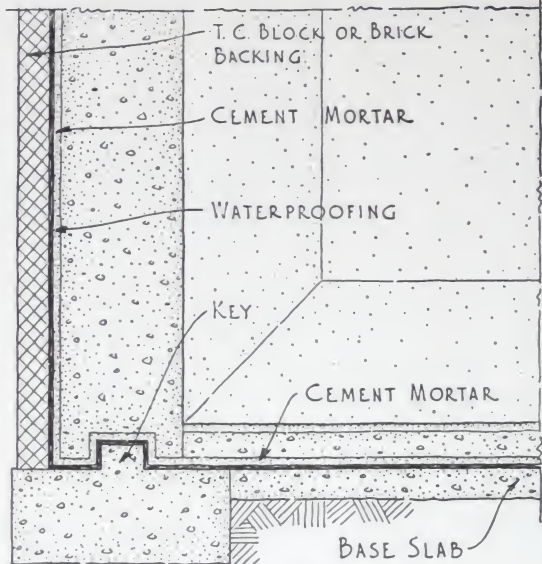 T. C. BLOCK OR BRICK
BACKING
CEMENT MORTAR
WATERPROOFING
KEY
CEMENT MORTAR
BASE SLAB